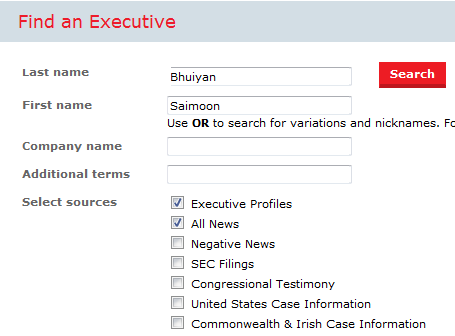 Find an Executive
Last name Bhuiyan Search
First name Saimoon
Use OR to search for variations and nicknames. Fo
Company name
Additional terms
Select sources Executive Profiles
All News
Negative News
SEC Filings
Congressional Testimony
United States Case Information
Commonwealth & Irish Case Information